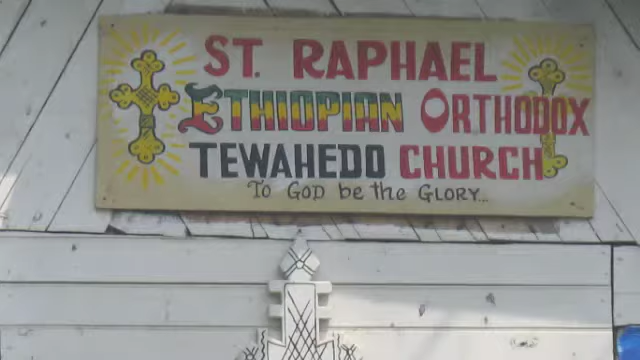 ST. RAPHAEL
ETHIOPIAN ORTHODOX
TEWAHEDO CHURCH
To GOD be the GLORY...